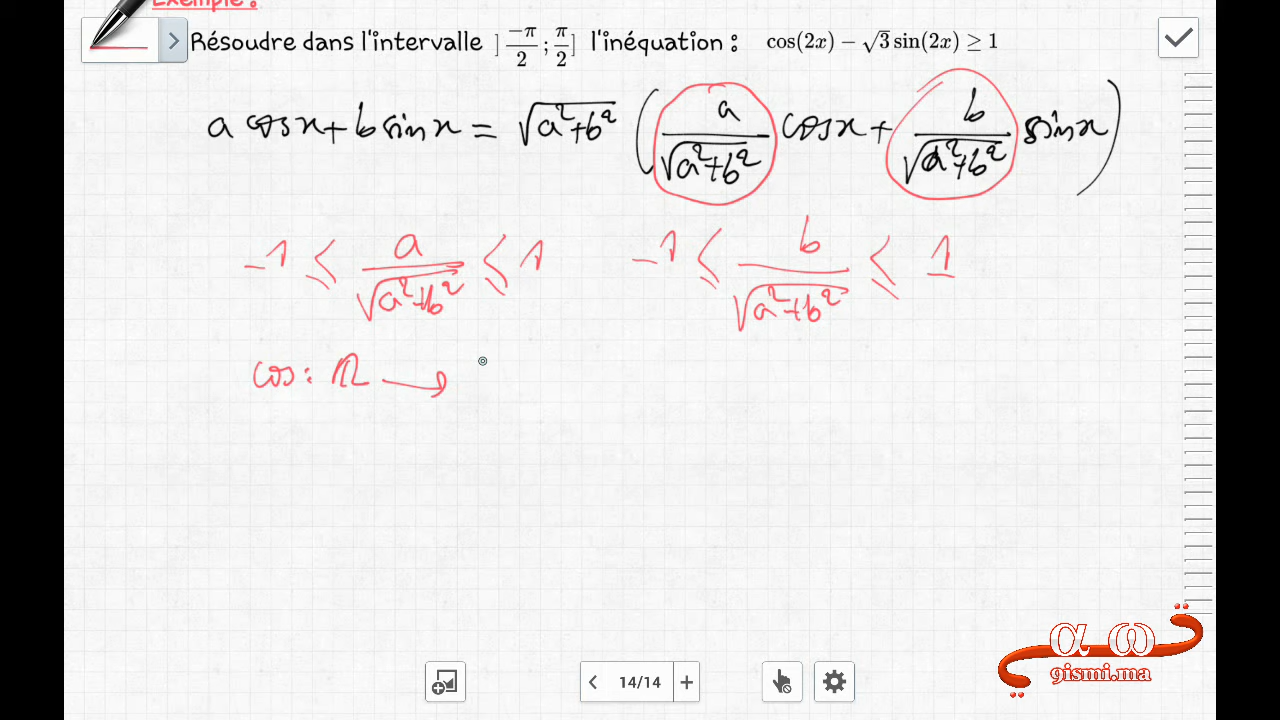 Exemple :
Résoudre dans l'intervalle ]-π/2 ; π/2] l'inéquation : cos(2x) − √3 sin(2x) ≥ 1
a cos x + b sin x = √(a²+b²) ( a/√(a²+b²) cos x + b/√(a²+b²) sin x )
-1 ≤ a/√(a²+b²) ≤ 1 -1 ≤ b/√(a²+b²) ≤ 1
cos : ℝ →
α ω
gismi.ma
14/14